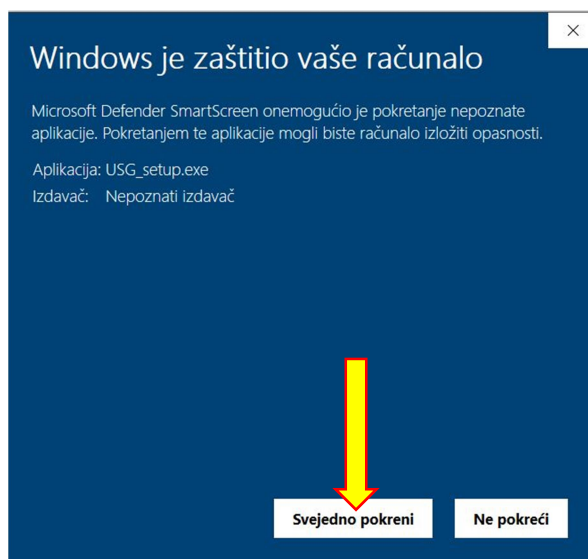 Windows je zaštitio vaše računalo
Microsoft Defender SmartScreen onemogućio je pokretanje nepoznate
aplikacije. Pokretanjem te aplikacije mogli biste računalo izložiti opasnosti.
Aplikacija: USG_setup.exe
Izdavač: Nepoznati izdavač
Svejedno pokreni Ne pokreći